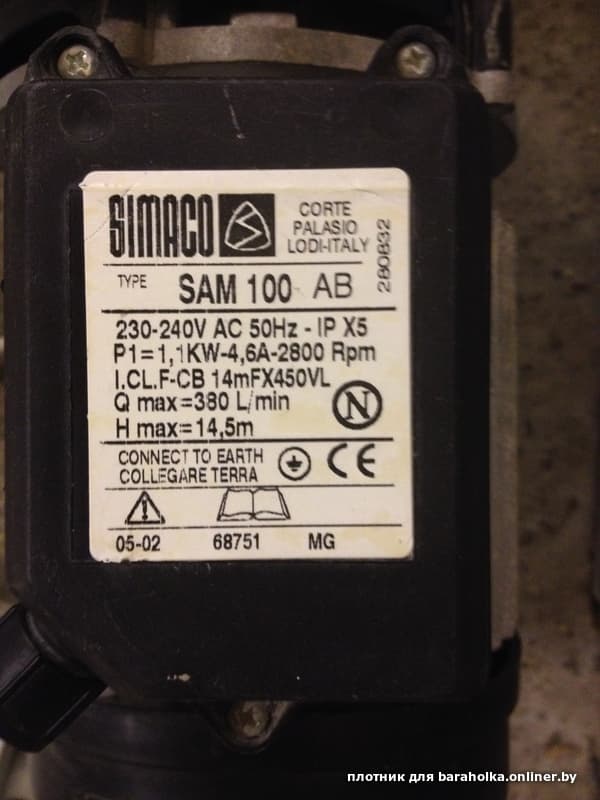 SIMACO
CORTE
PALASIO
LODI-ITALY
280832
TYPE SAM 100 AB
230-240V AC 50Hz - IP X5
P1=1,1KW-4,6A-2800 Rpm
I.CL.F-CB 14mFX450VL
Q max=380 L/min
N
H max=14,5m
CONNECT TO EARTH
COLLEGARE TERRA
CE
05-02 68751 MG
плотник для baraholka.onliner.by